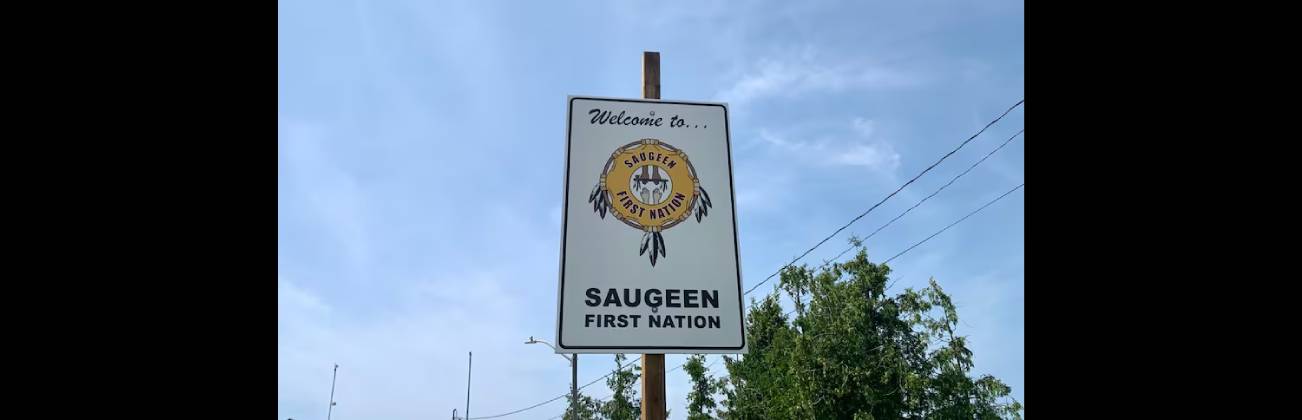 Welcome to...
SAUGEEN
FIRST NATION
SAUGEEN
FIRST NATION